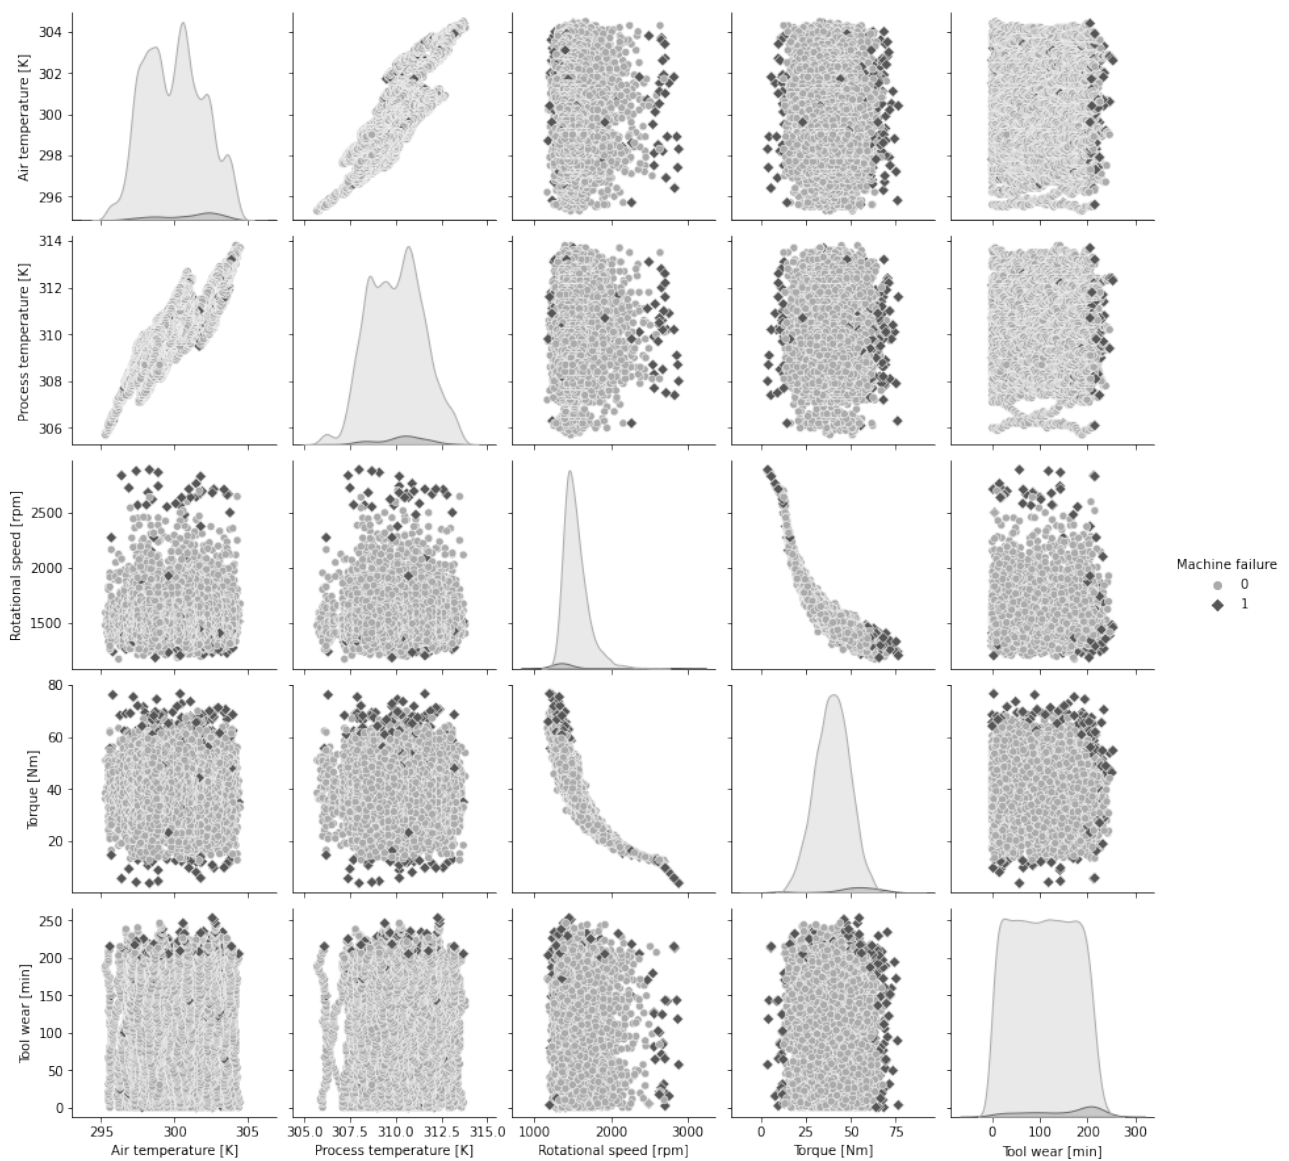 304
302
300
298
296
Air temperature [K]
314
312
310
308
306
Process temperature [K]
Machine failure
0
1
2500
2000
1500
Rotational speed [rpm]
80
60
40
20
Torque [Nm]
250
200
150
100
50
0
Tool wear [min]
295 300 305
305.0 307.5 310.0 312.5 315.0
1000 2000 3000
0 25 50 75
0 100 200 300
Air temperature [K]
Process temperature [K]
Rotational speed [rpm]
Torque [Nm]
Tool wear [min]